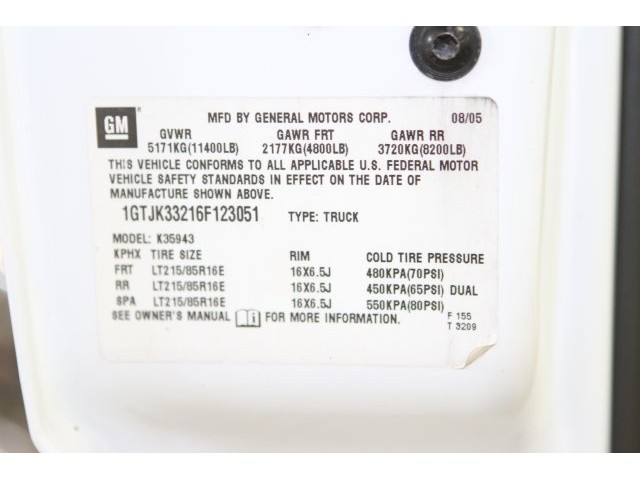 GM
MFD BY GENERAL MOTORS CORP. 08/05
GVWR GAWR FRT GAWR RR
5171KG(11400LB) 2177KG(4800LB) 3720KG(8200LB)
THIS VEHICLE CONFORMS TO ALL APPLICABLE U.S. FEDERAL MOTOR
VEHICLE SAFETY STANDARDS IN EFFECT ON THE DATE OF
MANUFACTURE SHOWN ABOVE.
1GTJK33216F123051 TYPE: TRUCK
MODEL: K35943
KPHX TIRE SIZE RIM COLD TIRE PRESSURE
FRT LT215/85R16E 16X6.5J 480KPA(70PSI)
RR LT215/85R16E 16X6.5J 450KPA(65PSI) DUAL
SPA LT215/85R16E 16X6.5J 550KPA(80PSI)
SEE OWNER'S MANUAL FOR MORE INFORMATION. F 155
T 3209